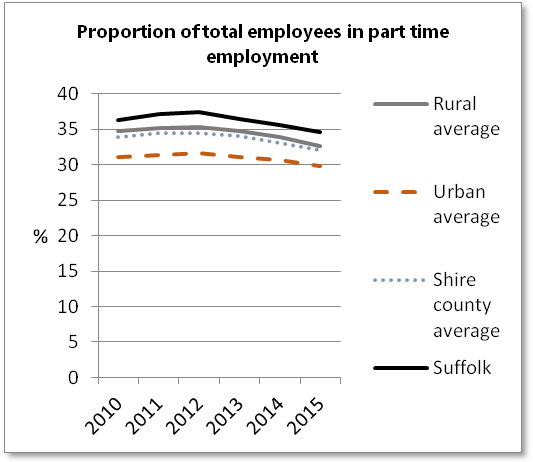 Proportion of total employees in part time
employment
40
35
30
25
20
15
10
5
0
%
2010
2011
2012
2013
2014
2015
Rural
average
Urban
average
Shire
county
average
Suffolk